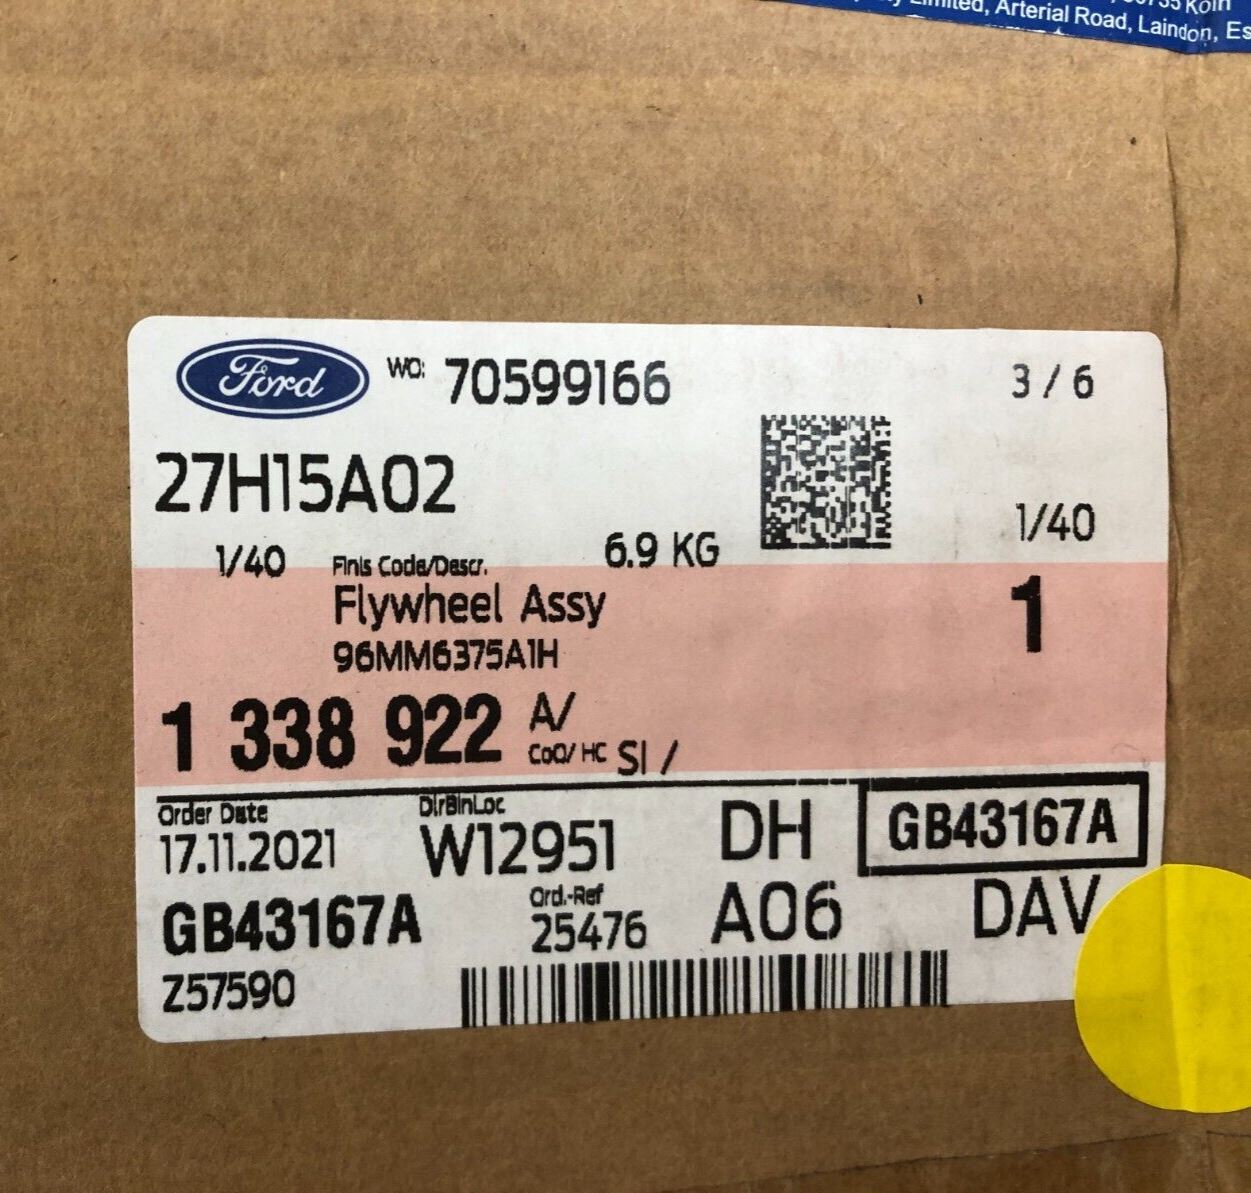 Köln
Limited, Arterial Road, Laindon, Es
Ford WO: 70599166 3 / 6
27H15A02
1/40
1/40 Finis Code/Descr. 6.9 KG
Flywheel Assy 1
96MM6375A1H
1 338 922 A/
CoO/ HC SI /
Order Date DirBinLoc
17.11.2021 W12951 DH GB43167A
GB43167A Ord.-Ref A06 DAV
25476
Z57590